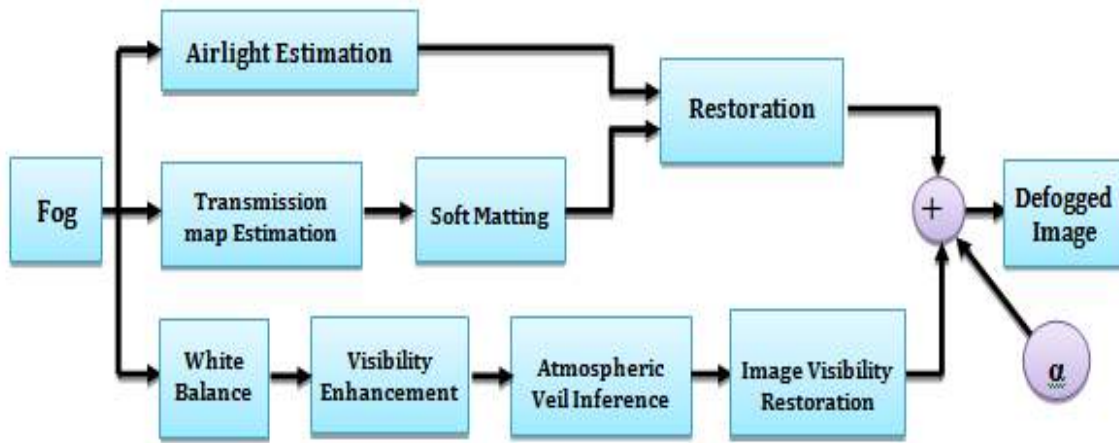 Airlight Estimation
Restoration
Fog
Transmission
map Estimation
Soft Matting
+
Defogged
Image
White
Balance
Visibility
Enhancement
Atmospheric
Veil Inference
Image Visibility
Restoration
α